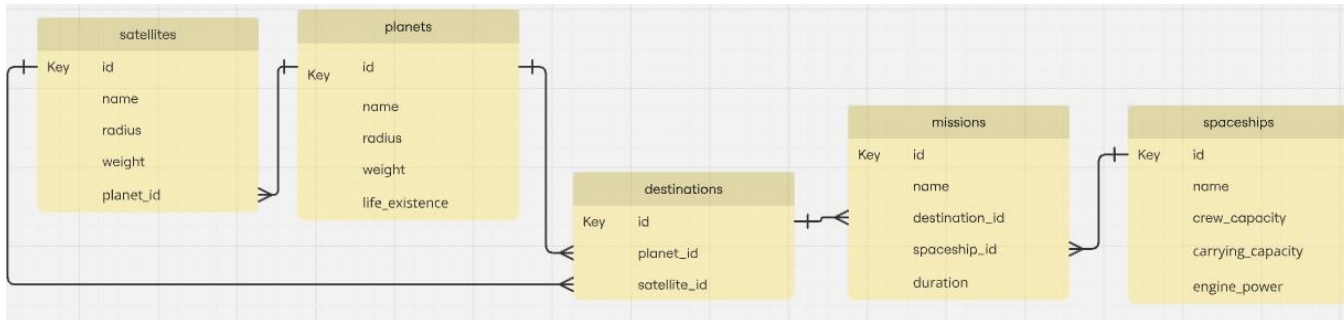 satellites
Key id
name
radius
weight
planet_id
planets
Key id
name
radius
weight
life_existence
destinations
Key id
planet_id
satellite_id
missions
Key id
name
destination_id
spaceship_id
duration
spaceships
Key id
name
crew_capacity
carrying_capacity
engine_power